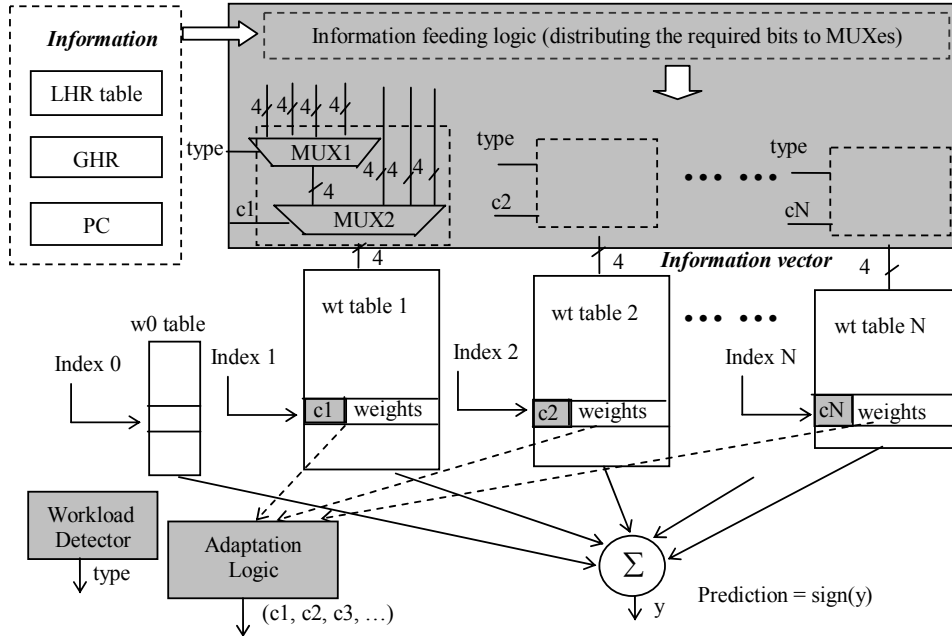 Information
LHR table
GHR
PC
Information feeding logic (distributing the required bits to MUXes)
4 4 4 4
type
MUX1
4 4 4
4
c1
MUX2
4
type
c2
4
••• •••
type
cN
4
Information vector
w0 table
wt table 1
wt table 2
••• •••
wt table N
Index 0
Index 1
Index 2
Index N
c1 weights
c2 weights
cN weights
Workload
Detector
type
Adaptation
Logic
(c1, c2, c3, …)
Σ
y
Prediction = sign(y)